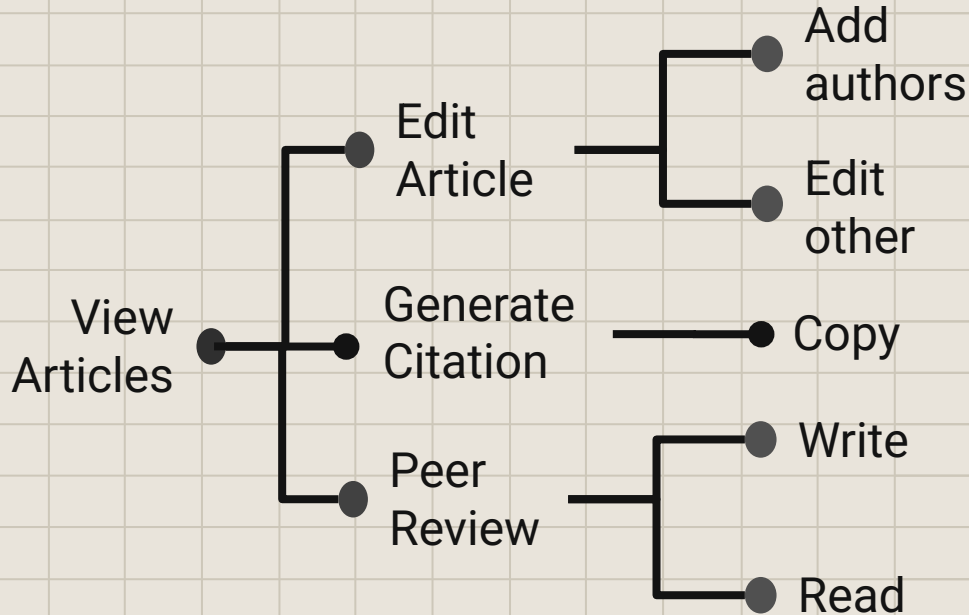 View
Articles
Edit
Article
Add
authors
Edit
other
Generate
Citation
Copy
Peer
Review
Write
Read